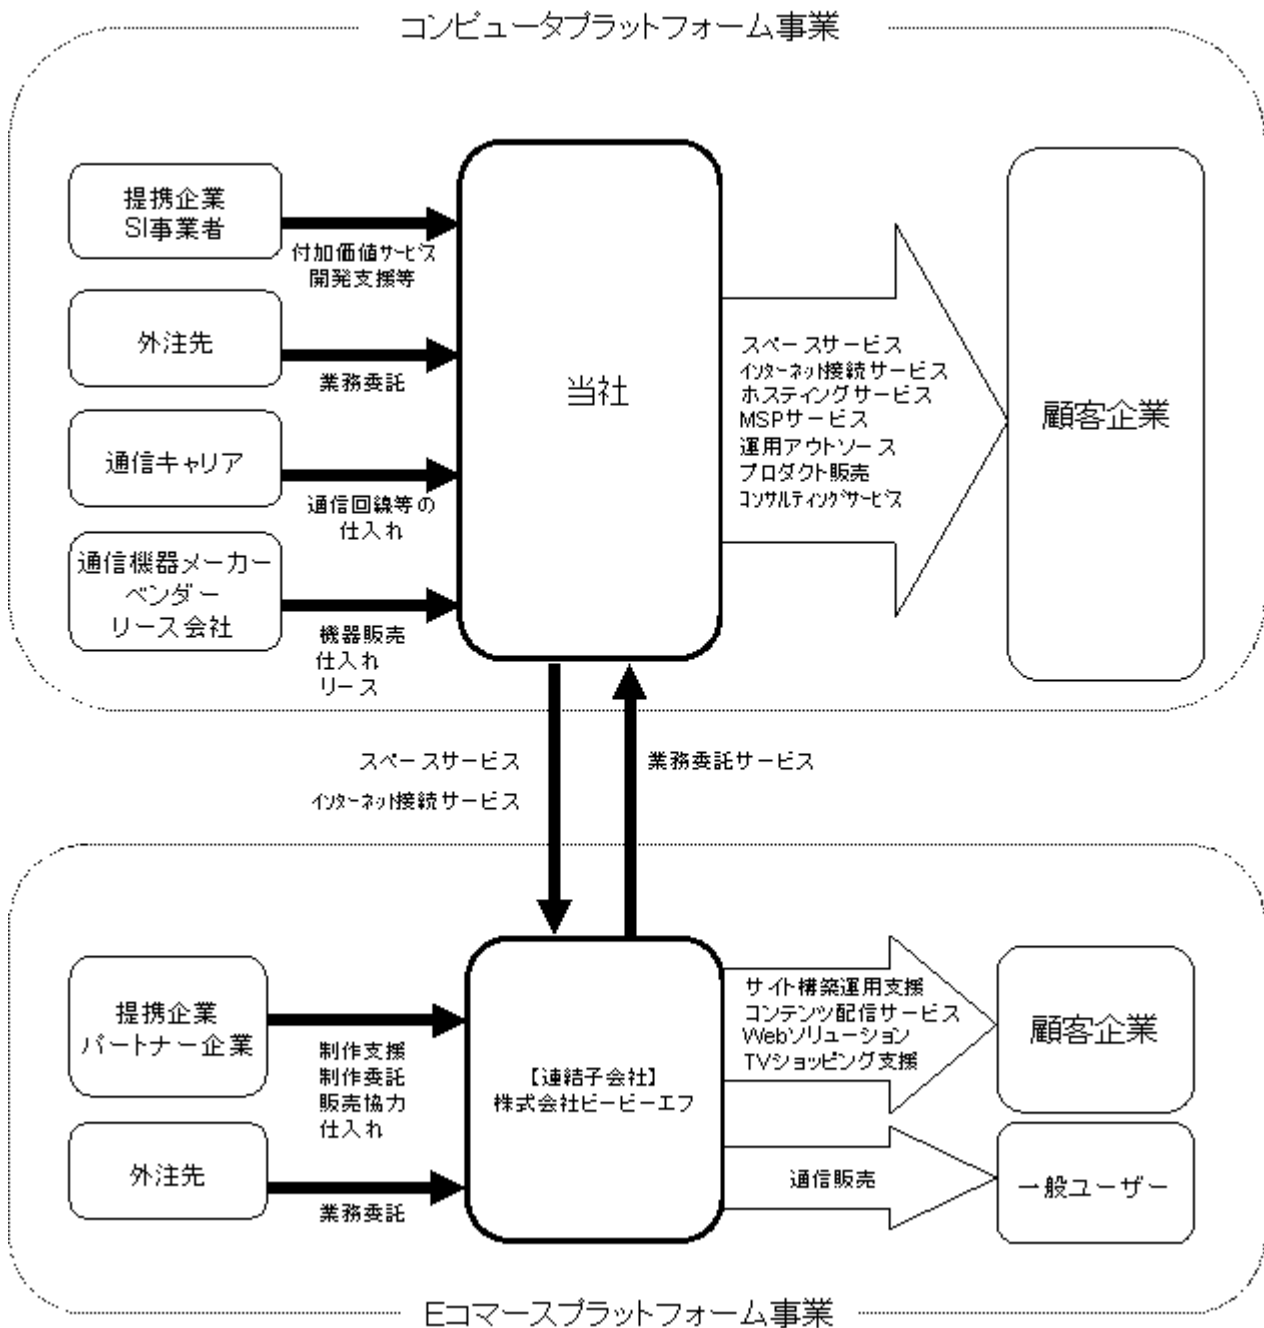 コンピュータプラットフォーム事業
提携企業
SI事業者
付加価値サービス
開発支援等
外注先
業務委託
通信キャリア
通信回線等の
仕入れ
通信機器メーカー
ベンダー
リース会社
機器販売
仕入れ
リース
当社
スペースサービス
インターネット接続サービス
ホスティングサービス
MSPサービス
運用アウトソース
プロダクト販売
コンサルティングサービス
顧客企業
スペースサービス
インターネット接続サービス
業務委託サービス
提携企業
パートナー企業
制作支援
制作委託
販売協力
仕入れ
外注先
業務委託
【連結子会社】
株式会社ビービーエフ
サイト構築運用支援
コンテンツ配信サービス
Webソリューション
TVショッピング支援
顧客企業
通信販売
一般ユーザー
Eコマースプラットフォーム事業